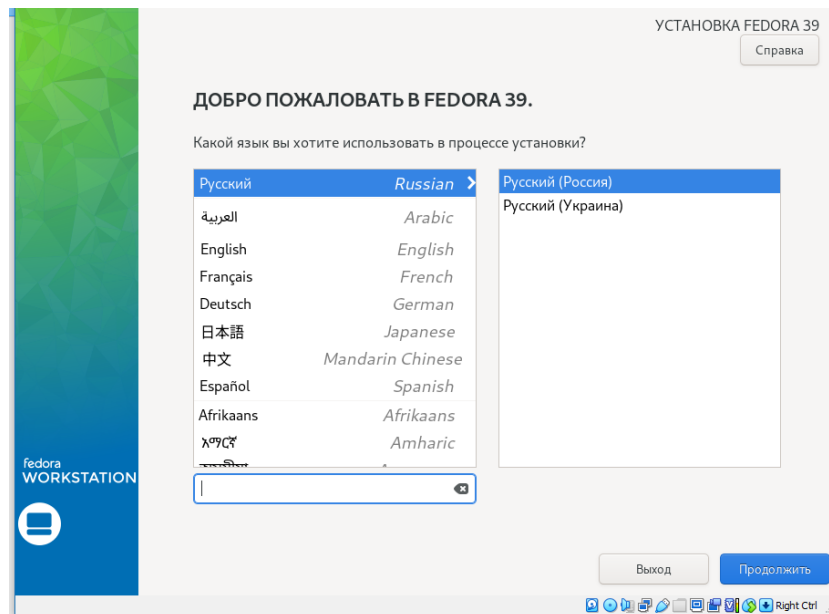 УСТАНОВКА FEDORA 39
Справка
ДОБРО ПОЖАЛОВАТЬ В FEDORA 39.
Какой язык вы хотите использовать в процессе установки?
Русский Russian
العربية Arabic
English English
Français French
Deutsch German
日本語 Japanese
中文 Mandarin Chinese
Español Spanish
Afrikaans Afrikaans
አማርኛ Amharic
Русский (Россия)
Русский (Украина)
fedora
WORKSTATION
Выход
Продолжить
Right Ctrl